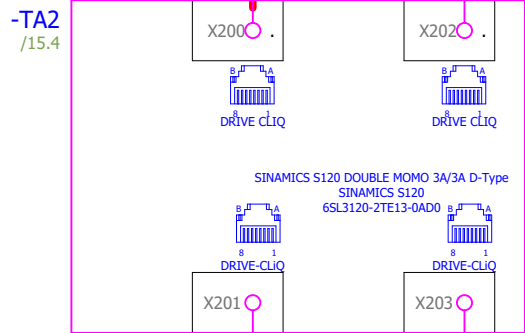 -TA2
/15.4
X200 .
X202 .
B A
B A
8 1
8 1
DRIVE CLIQ
DRIVE CLIQ
SINAMICS S120 DOUBLE MOMO 3A/3A D-Type
SINAMICS S120
6SL3120-2TE13-0AD0
B A
B A
8 1
8 1
DRIVE-CLiQ
DRIVE-CLiQ
X201
X203